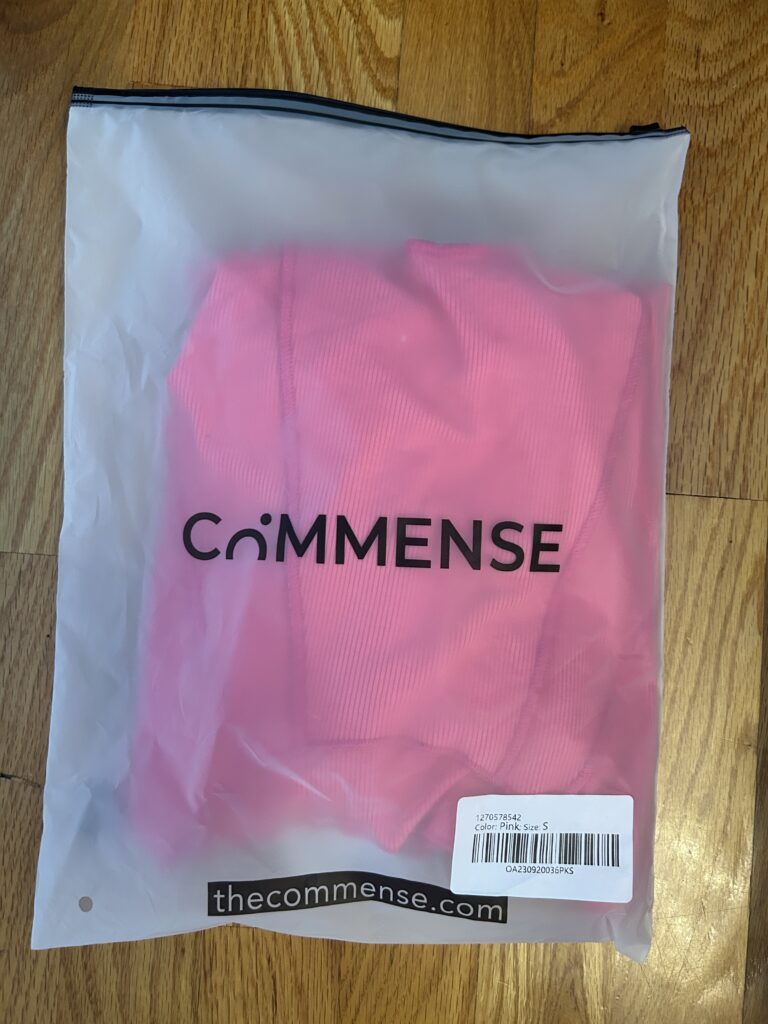 COMMENSE
1270578542
Color: Pink; Size: S
OA230920036PKS
thecommense.com